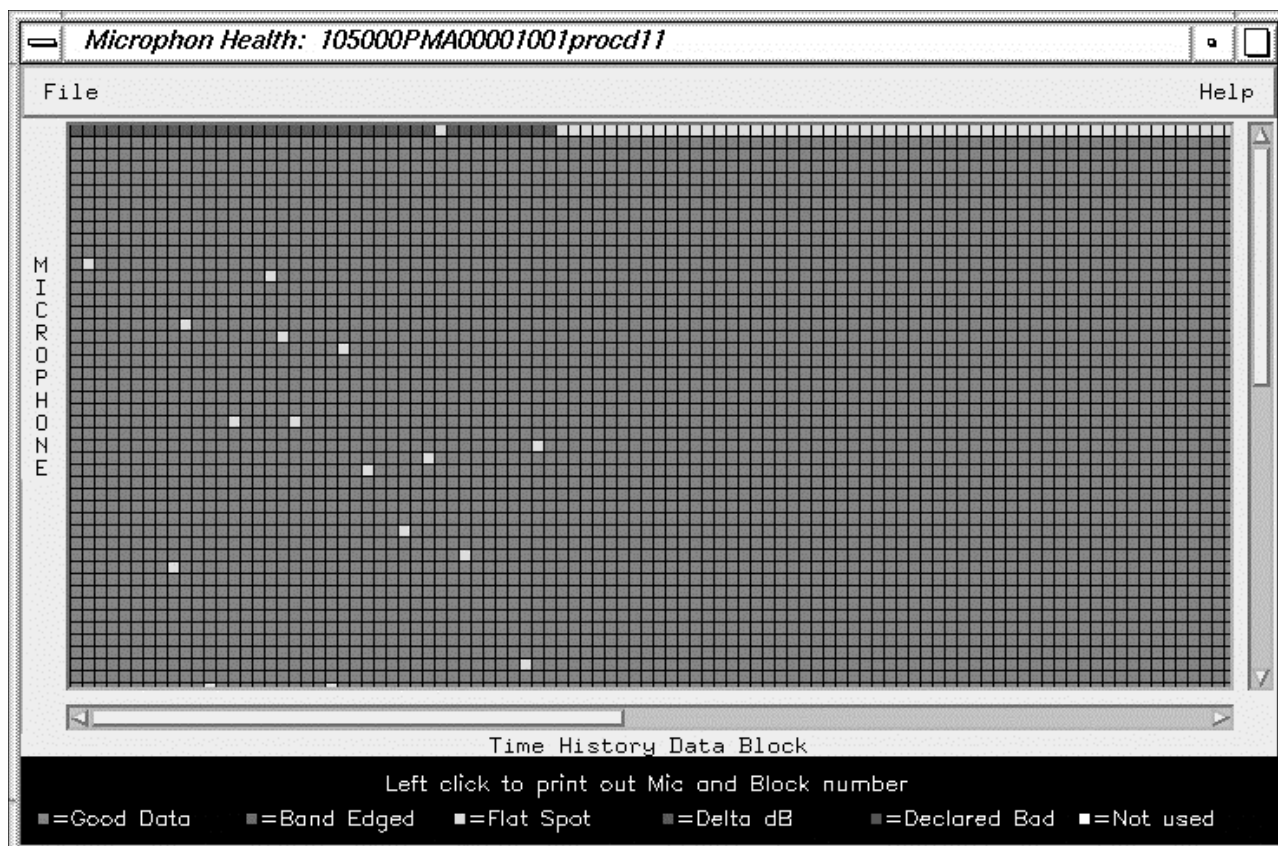 Microphon Health: 105000PMA00001001procd11
File Help
MICROPHONE
Time History Data Block
Left click to print out Mic and Block number
=Good Data =Band Edged =Flat Spot =Delta dB =Declared Bad =Not used